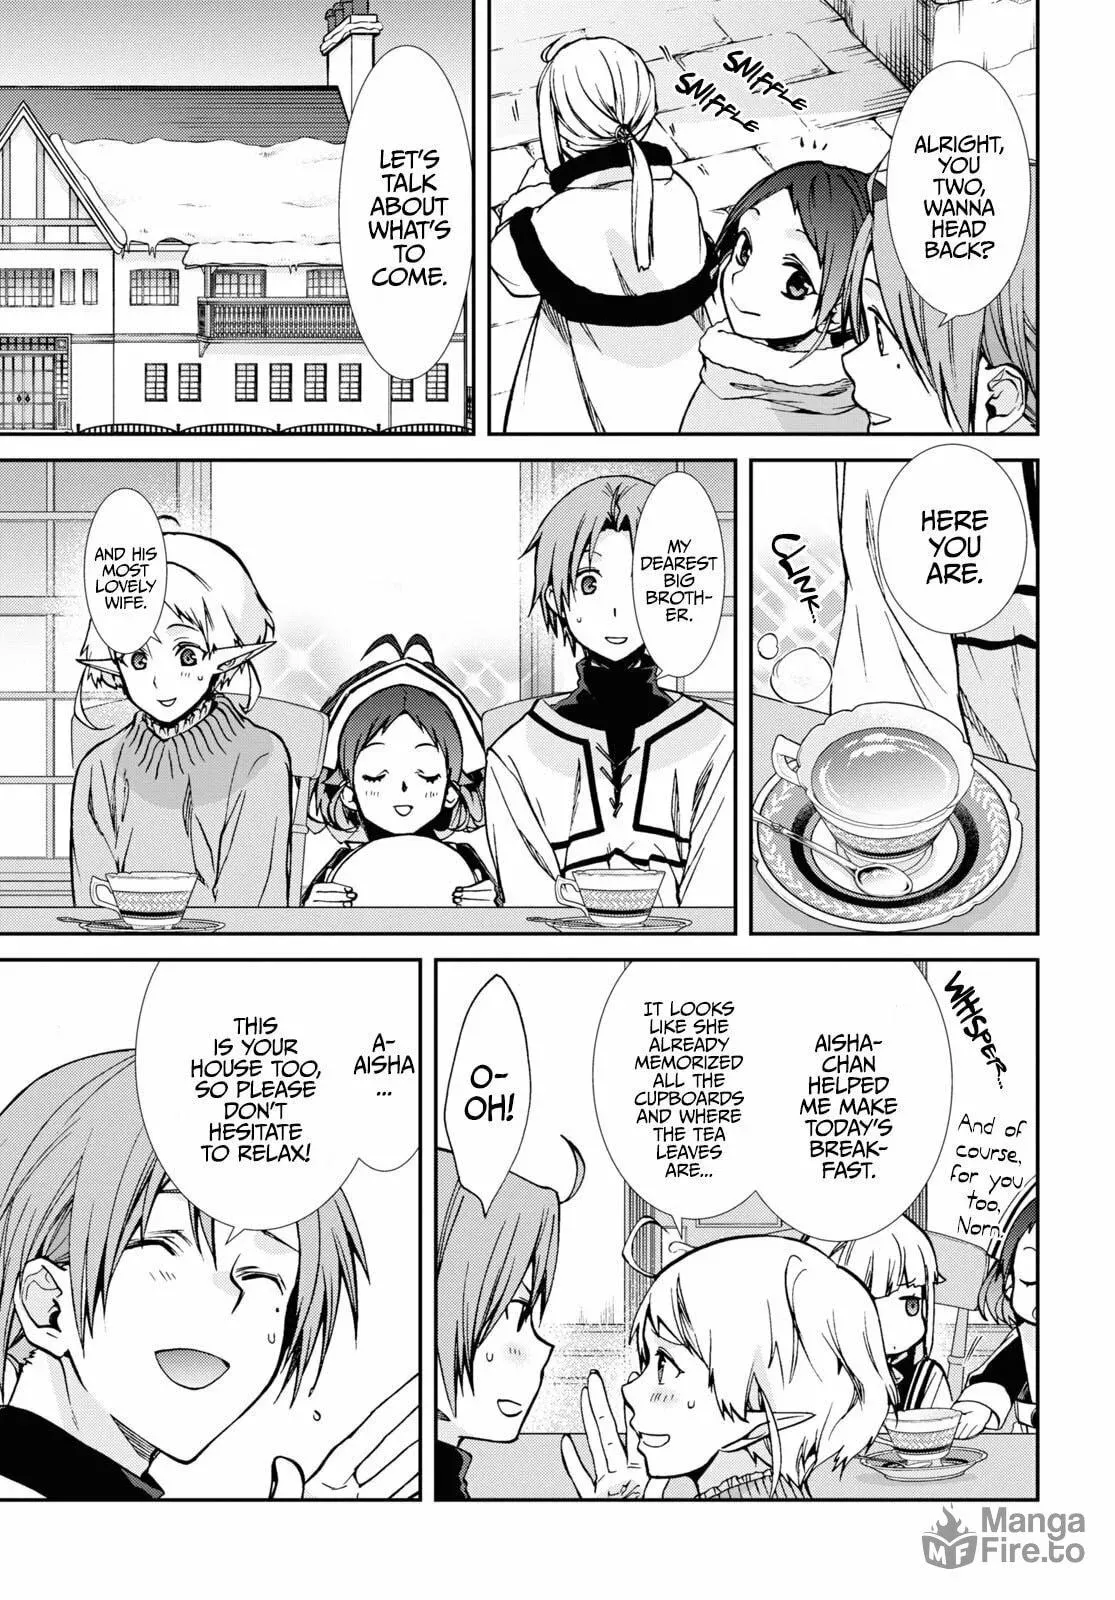 ALRIGHT,
YOU
TWO,
WANNA
HEAD
BACK?
SNIFFLE
SNIFFLE
LET'S
TALK
ABOUT
WHAT'S
TO
COME.
HERE
YOU
ARE.
CLINK..
MY
DEAREST
BIG
BROTH-
ER.
AND HIS
MOST
LOVELY
WIFE.
WHISPER...
And of
course,
for you
too,
Norn!
AISHA-
CHAN
HELPED
ME MAKE
TODAY'S
BREAK-
FAST.
IT LOOKS
LIKE SHE
ALREADY
MEMORIZED
ALL THE
CUPBOARDS
AND WHERE
THE TEA
LEAVES
ARE...
O-
OH!
A-
AISHA
...
THIS
IS YOUR
HOUSE TOO,
SO PLEASE
DON'T
HESITATE
TO RELAX!
MF
Manga
Fire.to